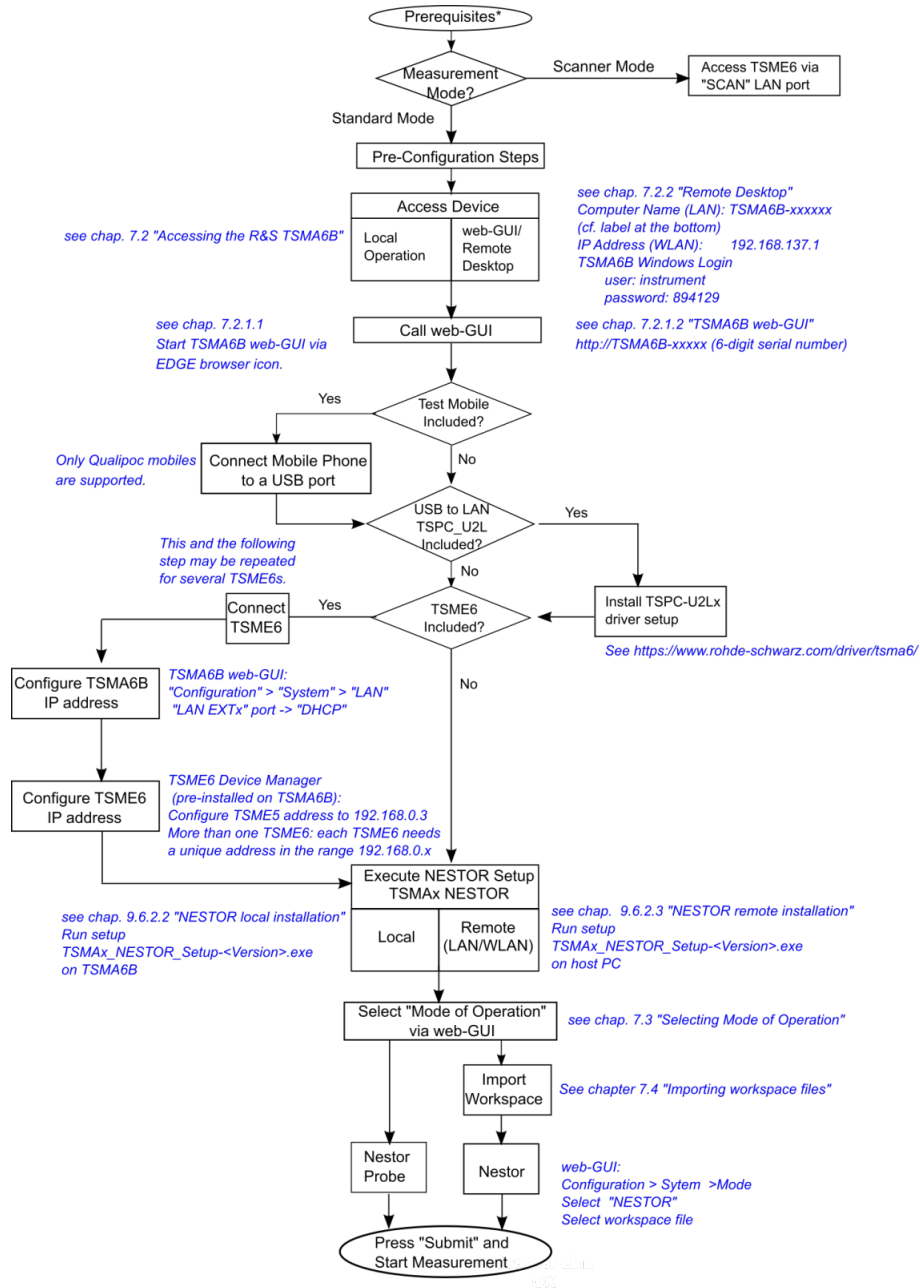 Prerequisites*
Measurement
Mode?
Scanner Mode
Access TSME6 via
"SCAN" LAN port
Standard Mode
Pre-Configuration Steps
see chap. 7.2 "Accessing the R&S TSMA6B"
Access Device
Local
Operation
web-GUI/
Remote
Desktop
see chap. 7.2.2 "Remote Desktop"
Computer Name (LAN): TSMA6B-xxxxxx
(cf. label at the bottom)
IP Address (WLAN): 192.168.137.1
TSMA6B Windows Login
user: instrument
password: 894129
see chap. 7.2.1.1
Start TSMA6B web-GUI via
EDGE browser icon.
Call web-GUI
see chap. 7.2.1.2 "TSMA6B web-GUI"
http://TSMA6B-xxxxx (6-digit serial number)
Yes
Test Mobile
Included?
No
Only Qualipoc mobiles
are supported.
Connect Mobile Phone
to a USB port
USB to LAN
TSPC_U2L
Included?
Yes
No
This and the following
step may be repeated
for several TSME6s.
Connect
TSME6
Yes
TSME6
Included?
Install TSPC-U2Lx
driver setup
See https://www.rohde-schwarz.com/driver/tsma6/
No
Configure TSMA6B
IP address
TSMA6B web-GUI:
"Configuration" > "System" > "LAN"
"LAN EXTx" port -> "DHCP"
Configure TSME6
IP address
TSME6 Device Manager
(pre-installed on TSMA6B):
Configure TSME5 address to 192.168.0.3
More than one TSME6: each TSME6 needs
a unique address in the range 192.168.0.x
Execute NESTOR Setup
TSMAx NESTOR
Local
Remote
(LAN/WLAN)
see chap. 9.6.2.2 "NESTOR local installation"
Run setup
TSMAx_NESTOR_Setup-<Version>.exe
on TSMA6B
see chap. 9.6.2.3 "NESTOR remote installation"
Run setup
TSMAx_NESTOR_Setup-<Version>.exe
on host PC
Select "Mode of Operation"
via web-GUI
see chap. 7.3 "Selecting Mode of Operation"
Import
Workspace
See chapter 7.4 "Importing workspace files"
Nestor
Probe
Nestor
web-GUI:
Configuration > Sytem >Mode
Select "NESTOR"
Select workspace file
Press "Submit" and
Start Measurement